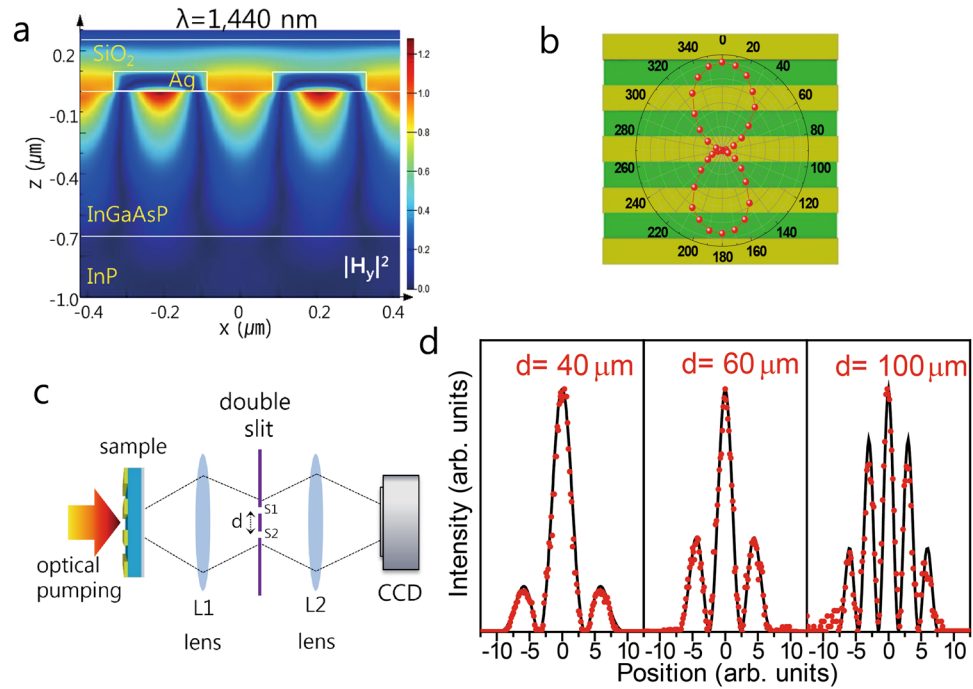 a
λ=1,440 nm
0.2
-0.1
-0.4
-0.7
-1.0
z (μm)
SiO₂
Ag
InGaAsP
InP
|Hy|²
-0.4
-0.2
0
0.2
0.4
x (μm)
1.2
1.0
0.8
0.6
0.4
0.2
0.0
b
0
20
40
60
80
100
120
140
160
180
200
220
240
260
280
300
320
340
c
sample
double
slit
S1
d
S2
optical
pumping
L1
lens
L2
lens
CCD
d
d= 40 μm
d= 60 μm
d= 100 μm
Intensity (arb. units)
-10 -5 0 5 10
-10 -5 0 5 10
-10 -5 0 5 10
Position (arb. units)